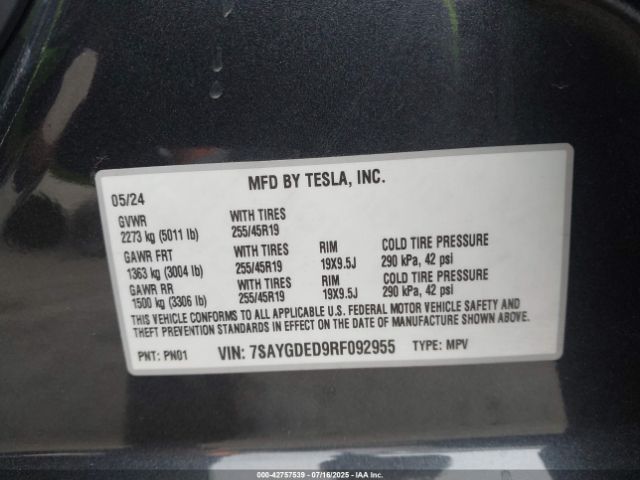 MFD BY TESLA, INC.
05/24
GVWR WITH TIRES
2273 kg (5011 lb) 255/45R19
GAWR FRT WITH TIRES RIM COLD TIRE PRESSURE
1363 kg (3004 lb) 255/45R19 19X9.5J 290 kPa, 42 psi
GAWR RR WITH TIRES RIM COLD TIRE PRESSURE
1500 kg (3306 lb) 255/45R19 19X9.5J 290 kPa, 42 psi
THIS VEHICLE CONFORMS TO ALL APPLICABLE U.S. FEDERAL MOTOR VEHICLE SAFETY AND
THEFT PREVENTION STANDARDS IN EFFECT ON THE DATE OF MANUFACTURE SHOWN ABOVE.
PNT: PN01 VIN: 7SAYGDED9RF092955 TYPE: MPV
000-42757539 - 07/16/2025 - IAA Inc.